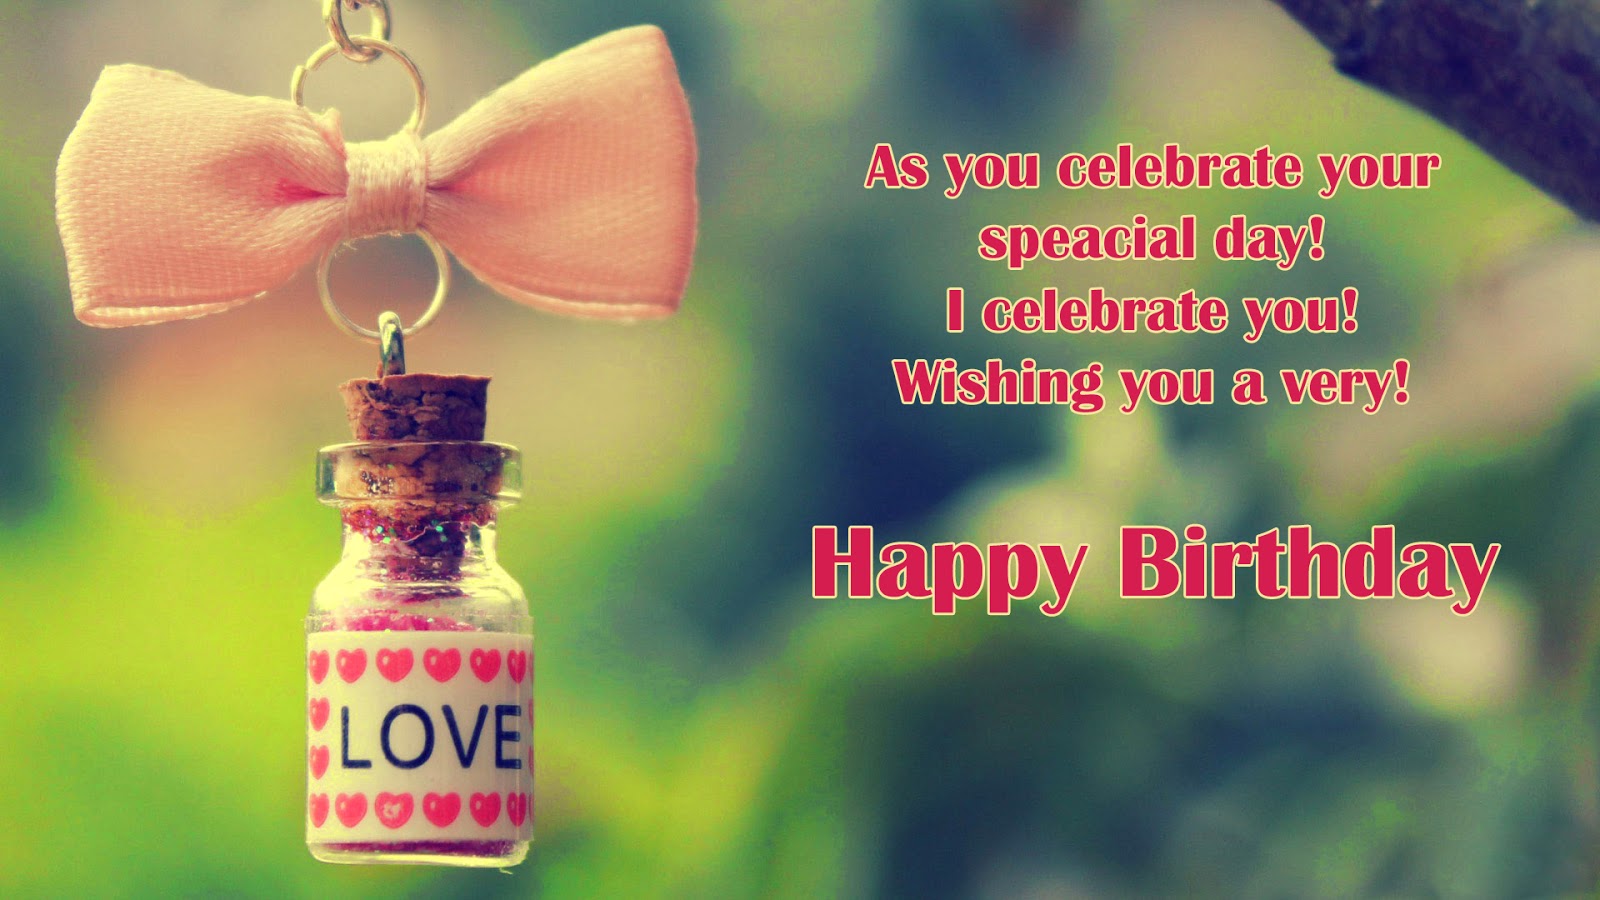 As you celebrate your
speacial day!
I celebrate you!
Wishing you a very!
Happy Birthday
LOVE